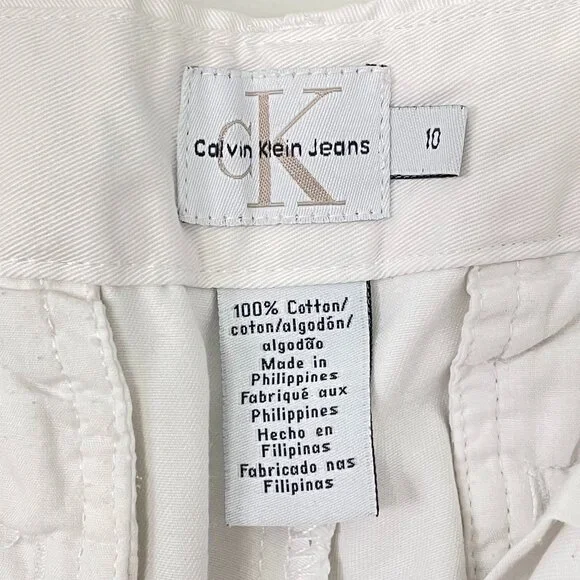 CK
Calvin Klein Jeans
10
100% Cotton/
coton/algodón/
algodão
Made in
Philippines
Fabriqué aux
Philippines
Hecho en
Filipinas
Fabricado nas
Filipinas